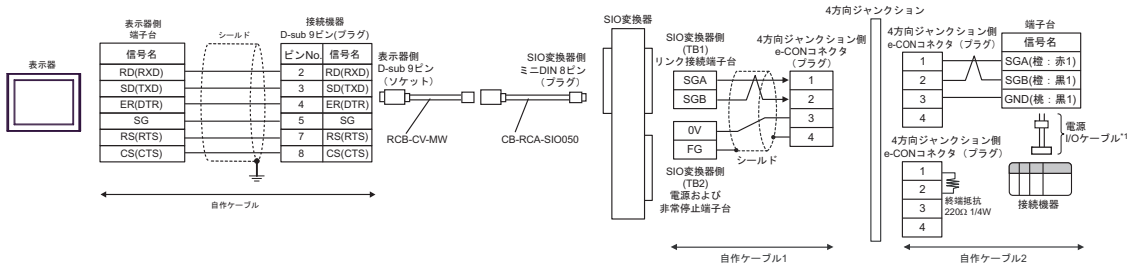 表示器
表示器側
端子台
信号名
RD(RXD)
SD(TXD)
ER(DTR)
SG
RS(RTS)
CS(CTS)
シールド
接続機器
D-sub 9ピン(プラグ)
ピンNo. 信号名
2 RD(RXD)
3 SD(TXD)
4 ER(DTR)
5 SG
7 RS(RTS)
8 CS(CTS)
自作ケーブル
表示器側
D-sub 9ピン
(ソケット)
RCB-CV-MW
SIO変換器側
ミニDIN 8ピン
(プラグ)
CB-RCA-SIO050
SIO変換器
SIO変換器側
(TB1)
リンク接続端子台
SGA
SGB
0V
FG
SIO変換器側
(TB2)
電源および
非常停止端子台
シールド
4方向ジャンクション側
e-CONコネクタ
(プラグ)
1
2
3
4
自作ケーブル1
4方向ジャンクション
4方向ジャンクション側
e-CONコネクタ(プラグ)
1
2
3
4
端子台
信号名
SGA(橙:赤1)
SGB(橙:黒1)
GND(桃:黒1)
電源
I/Oケーブル*1
接続機器
4方向ジャンクション側
e-CONコネクタ(プラグ)
1
2
3
4
終端抵抗
220Ω 1/4W
自作ケーブル2